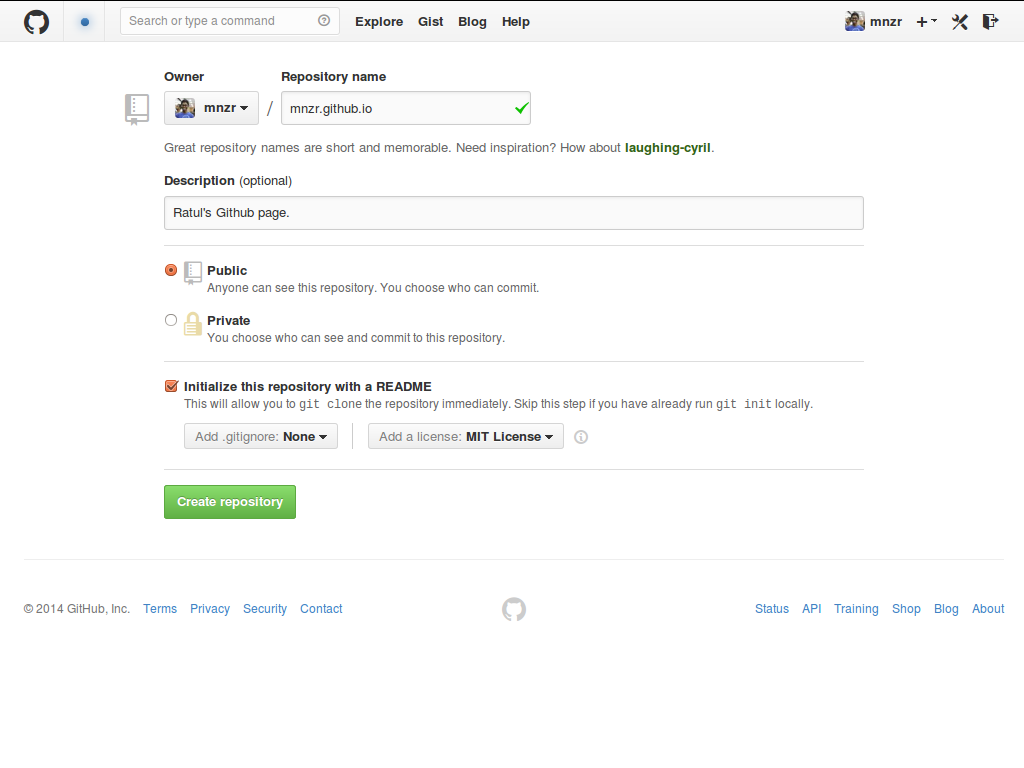 Search or type a command Explore Gist Blog Help mnzr
Owner Repository name
mnzr / mnzr.github.io
Great repository names are short and memorable. Need inspiration? How about laughing-cyril.
Description (optional)
Ratul's Github page.
Public
Anyone can see this repository. You choose who can commit.
Private
You choose who can see and commit to this repository.
Initialize this repository with a README
This will allow you to git clone the repository immediately. Skip this step if you have already run git init locally.
Add .gitignore: None Add a license: MIT License
Create repository
© 2014 GitHub, Inc. Terms Privacy Security Contact Status API Training Shop Blog About